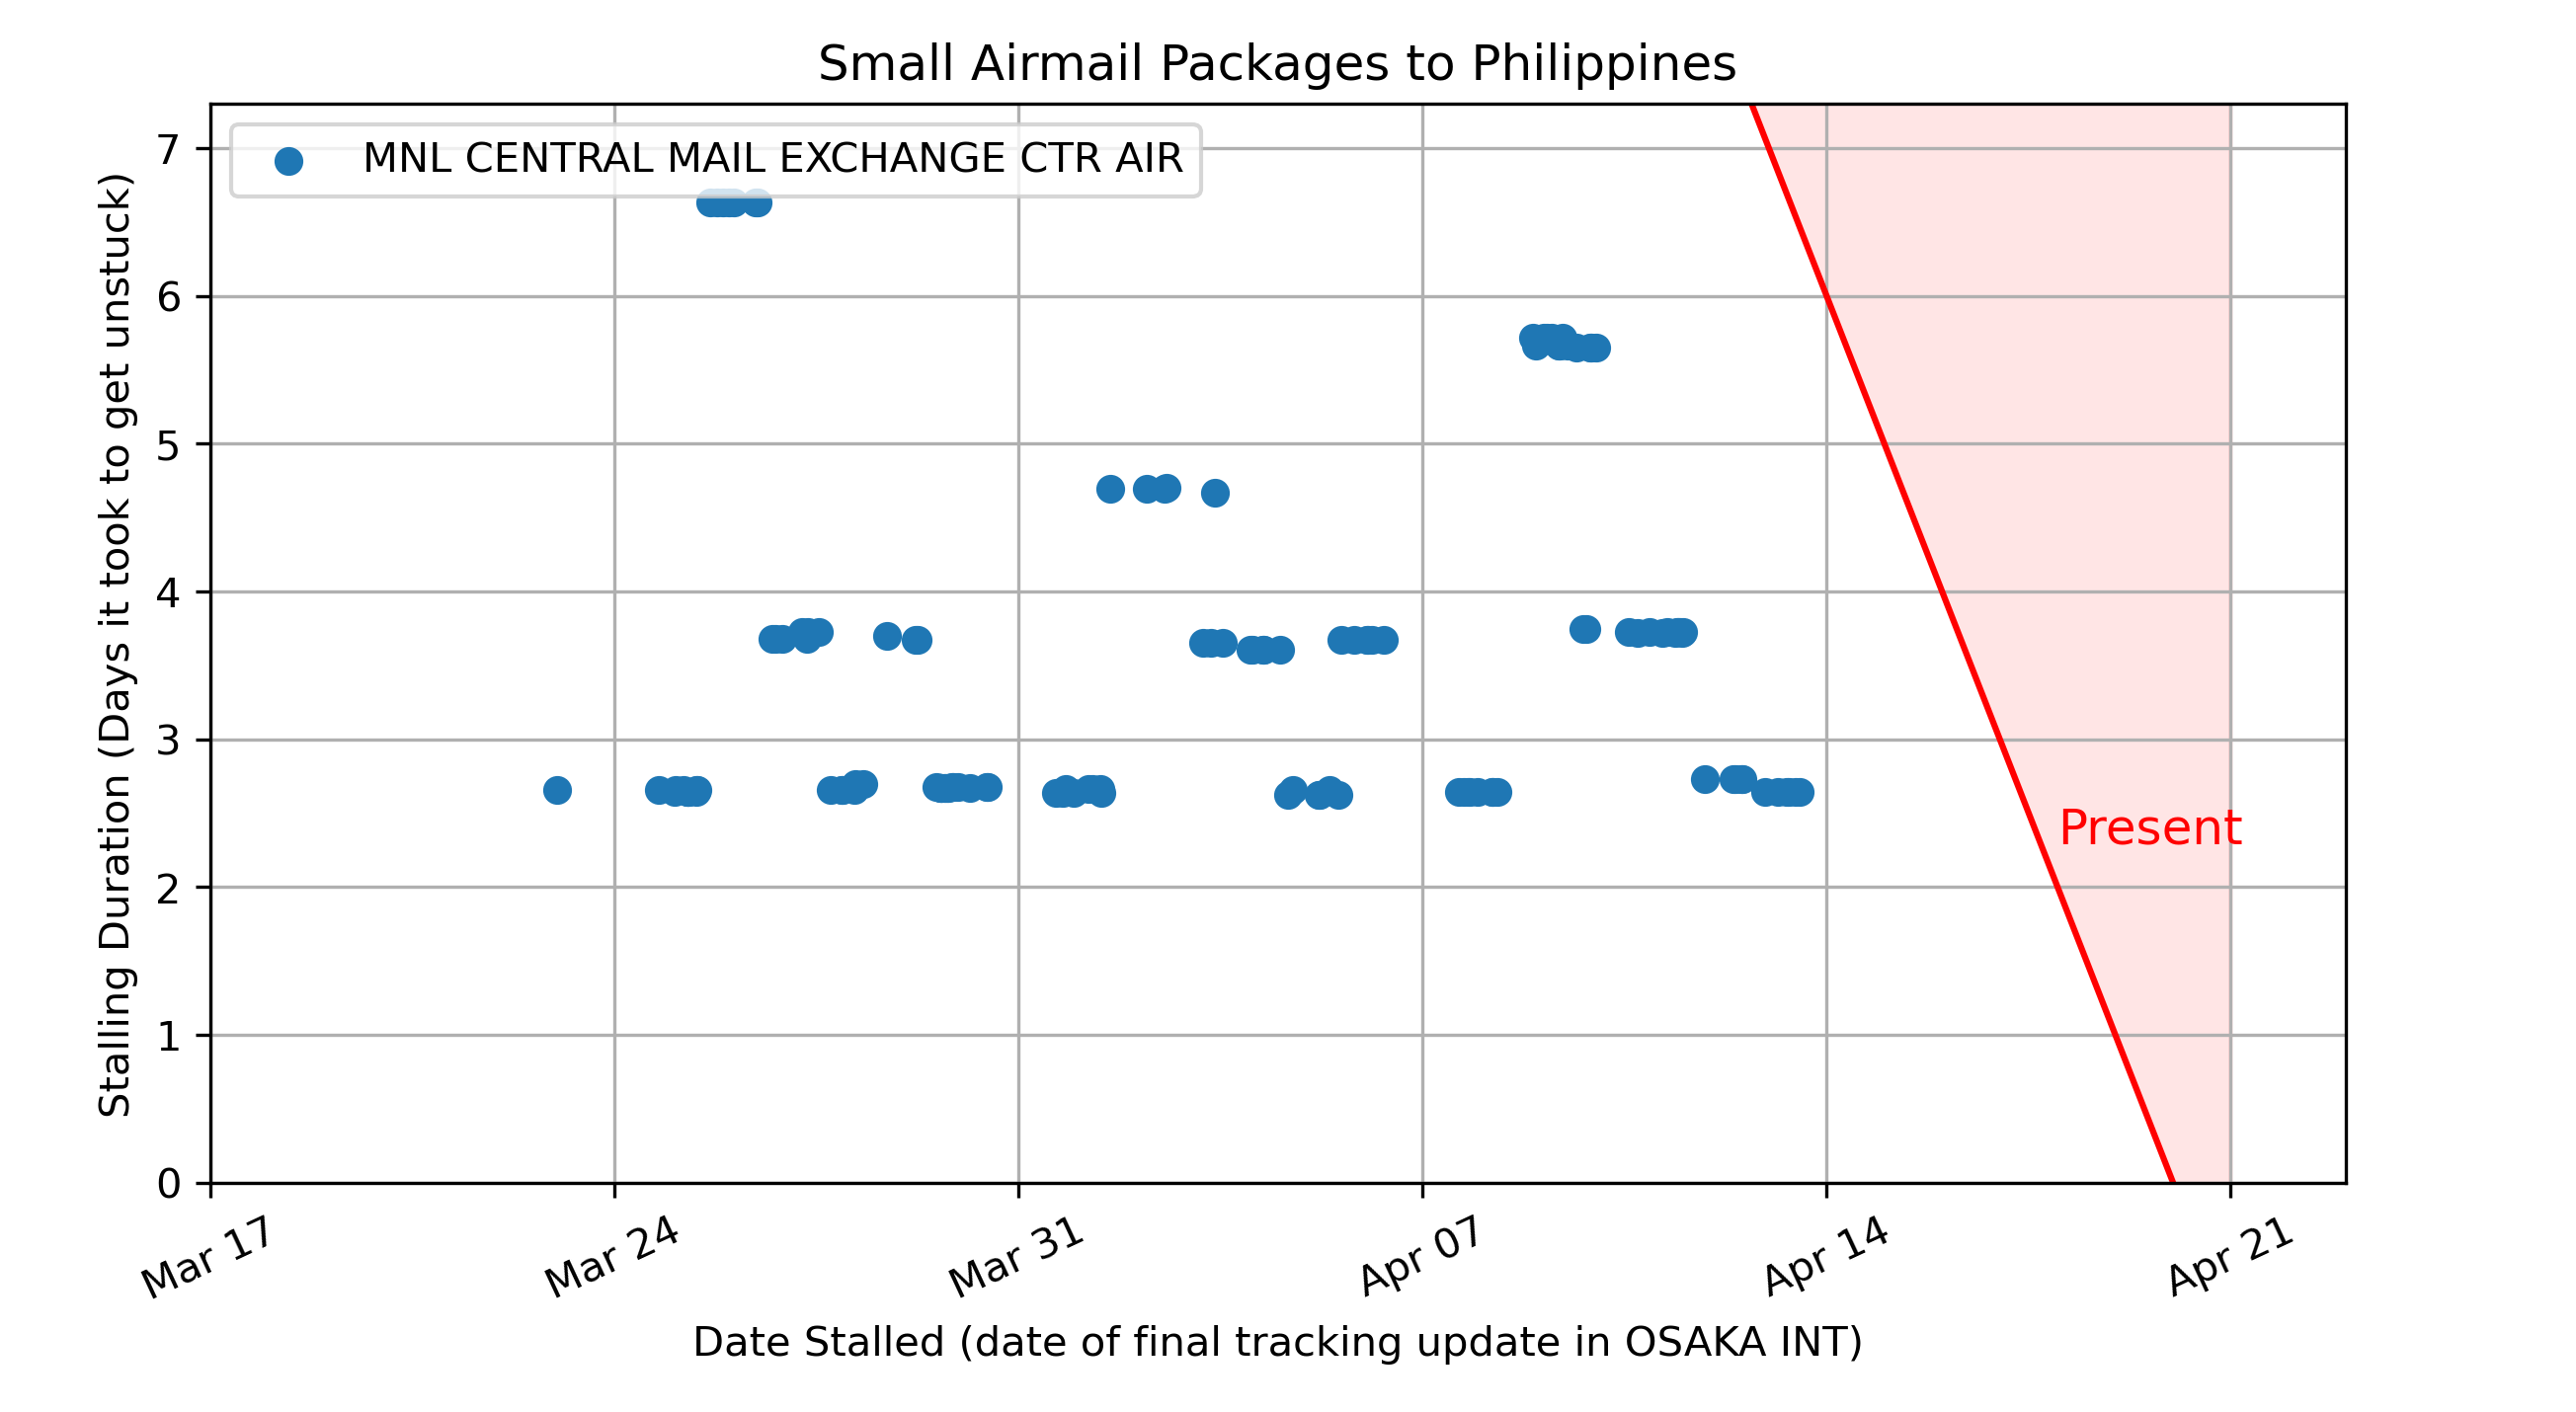 Small Airmail Packages to Philippines
MNL CENTRAL MAIL EXCHANGE CTR AIR
Stalling Duration (Days it took to get unstuck)
7
6
5
4
3
2
1
0
Present
Mar 17
Mar 24
Mar 31
Apr 07
Apr 14
Apr 21
Date Stalled (date of final tracking update in OSAKA INT)